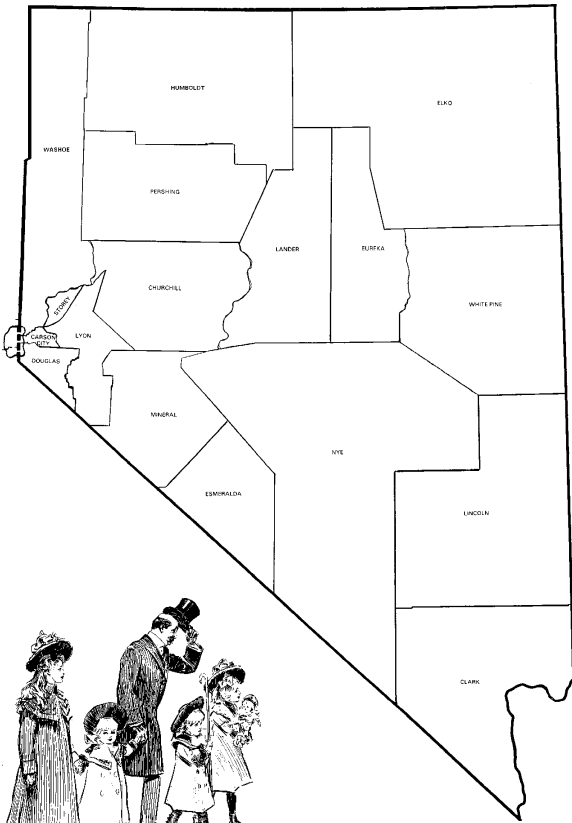 HUMBOLDT
ELKO
WASHOE
PERSHING
LANDER
EUREKA
CHURCHILL
STOREY
WHITE PINE
CARSON
CITY
LYON
DOUGLAS
MINERAL
NYE
ESMERALDA
LINCOLN
CLARK